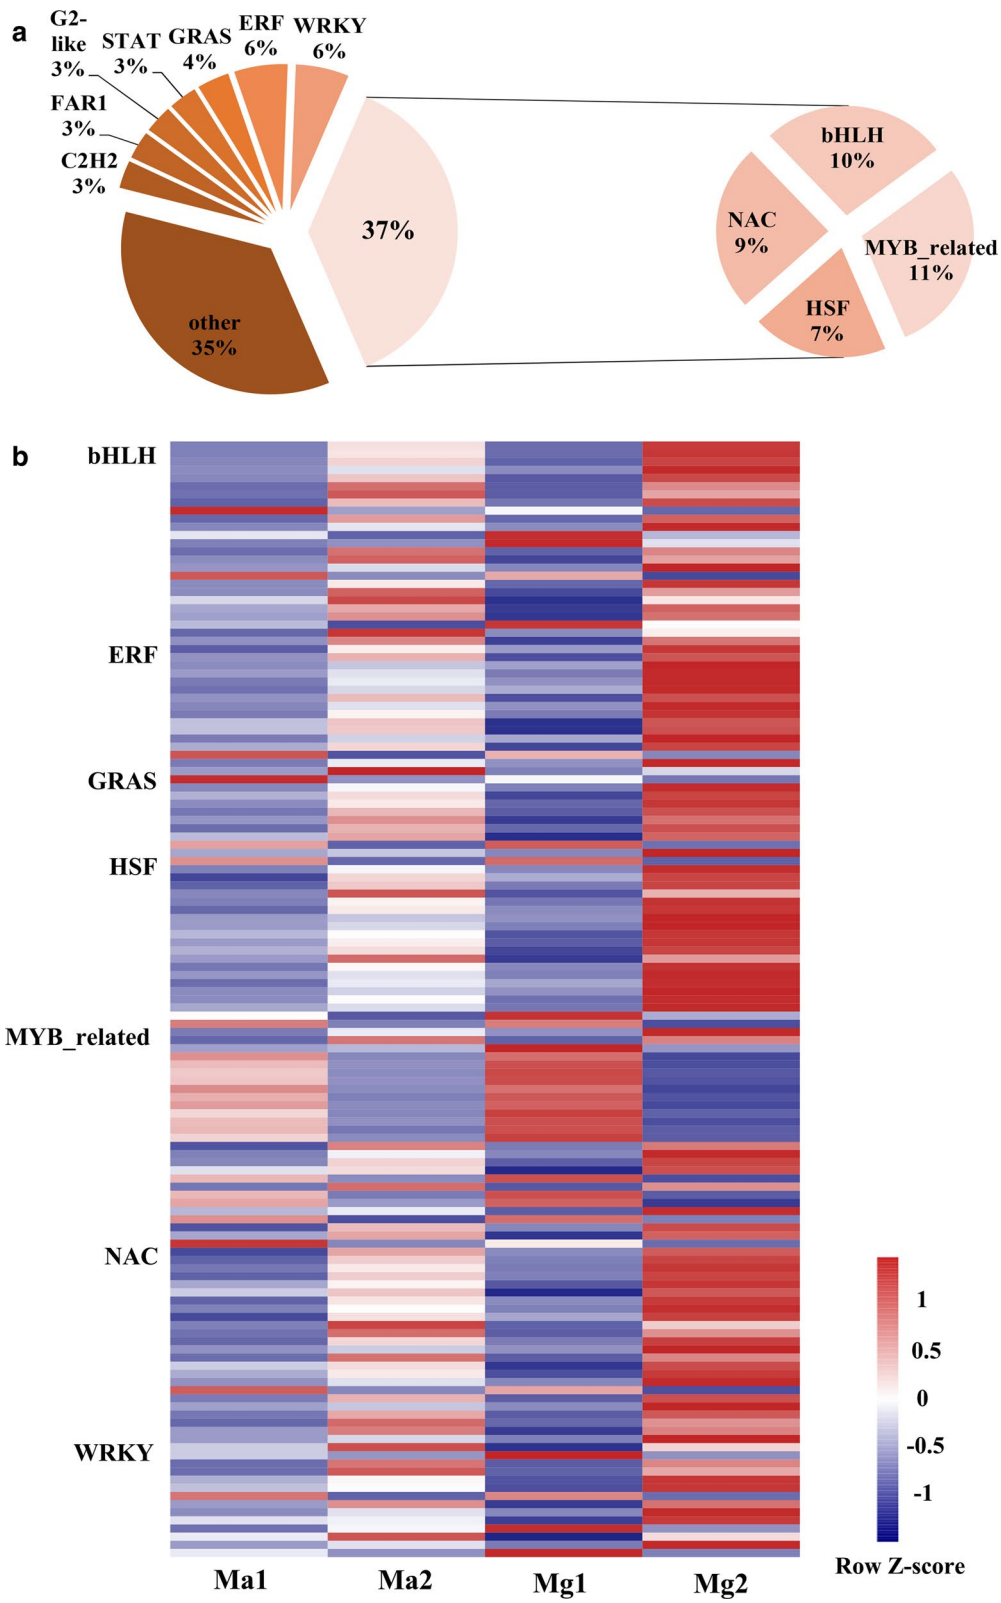 a
G2-
like
3%
STAT
3%
GRAS
4%
ERF
6%
WRKY
6%
FAR1
3%
C2H2
3%
other
35%
37%
bHLH
10%
NAC
9%
MYB_related
11%
HSF
7%
b
bHLH
ERF
GRAS
HSF
MYB_related
NAC
WRKY
1
0.5
0
-0.5
-1
Row Z-score
Ma1
Ma2
Mg1
Mg2